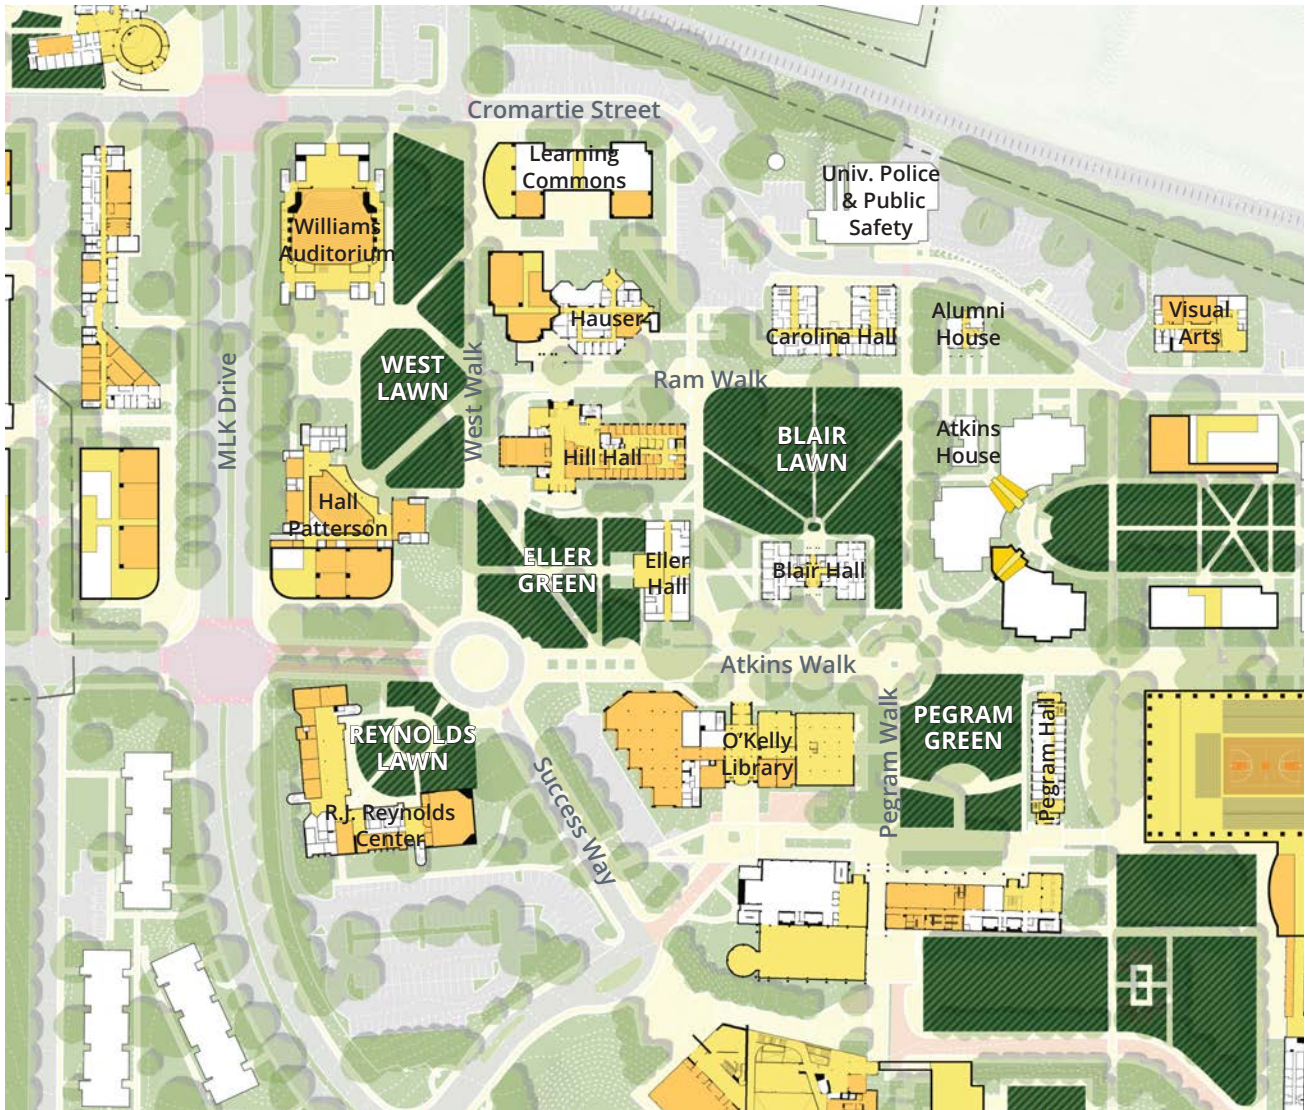 Cromartie Street
Learning
Commons
Univ. Police
& Public
Safety
Williams
Auditorium
Hauser
Carolina Hall
Alumni
House
Visual
Arts
WEST
LAWN
MLK Drive
West Walk
Ram Walk
Hill Hall
BLAIR
LAWN
Atkins
House
Hall
Patterson
ELLER
GREEN
Eller
Hall
Blair Hall
Atkins Walk
REYNOLDS
LAWN
O'Kelly
Library
Pegram Walk
PEGRAM
GREEN
Pegram Hall
Success Way
R.J. Reynolds
Center